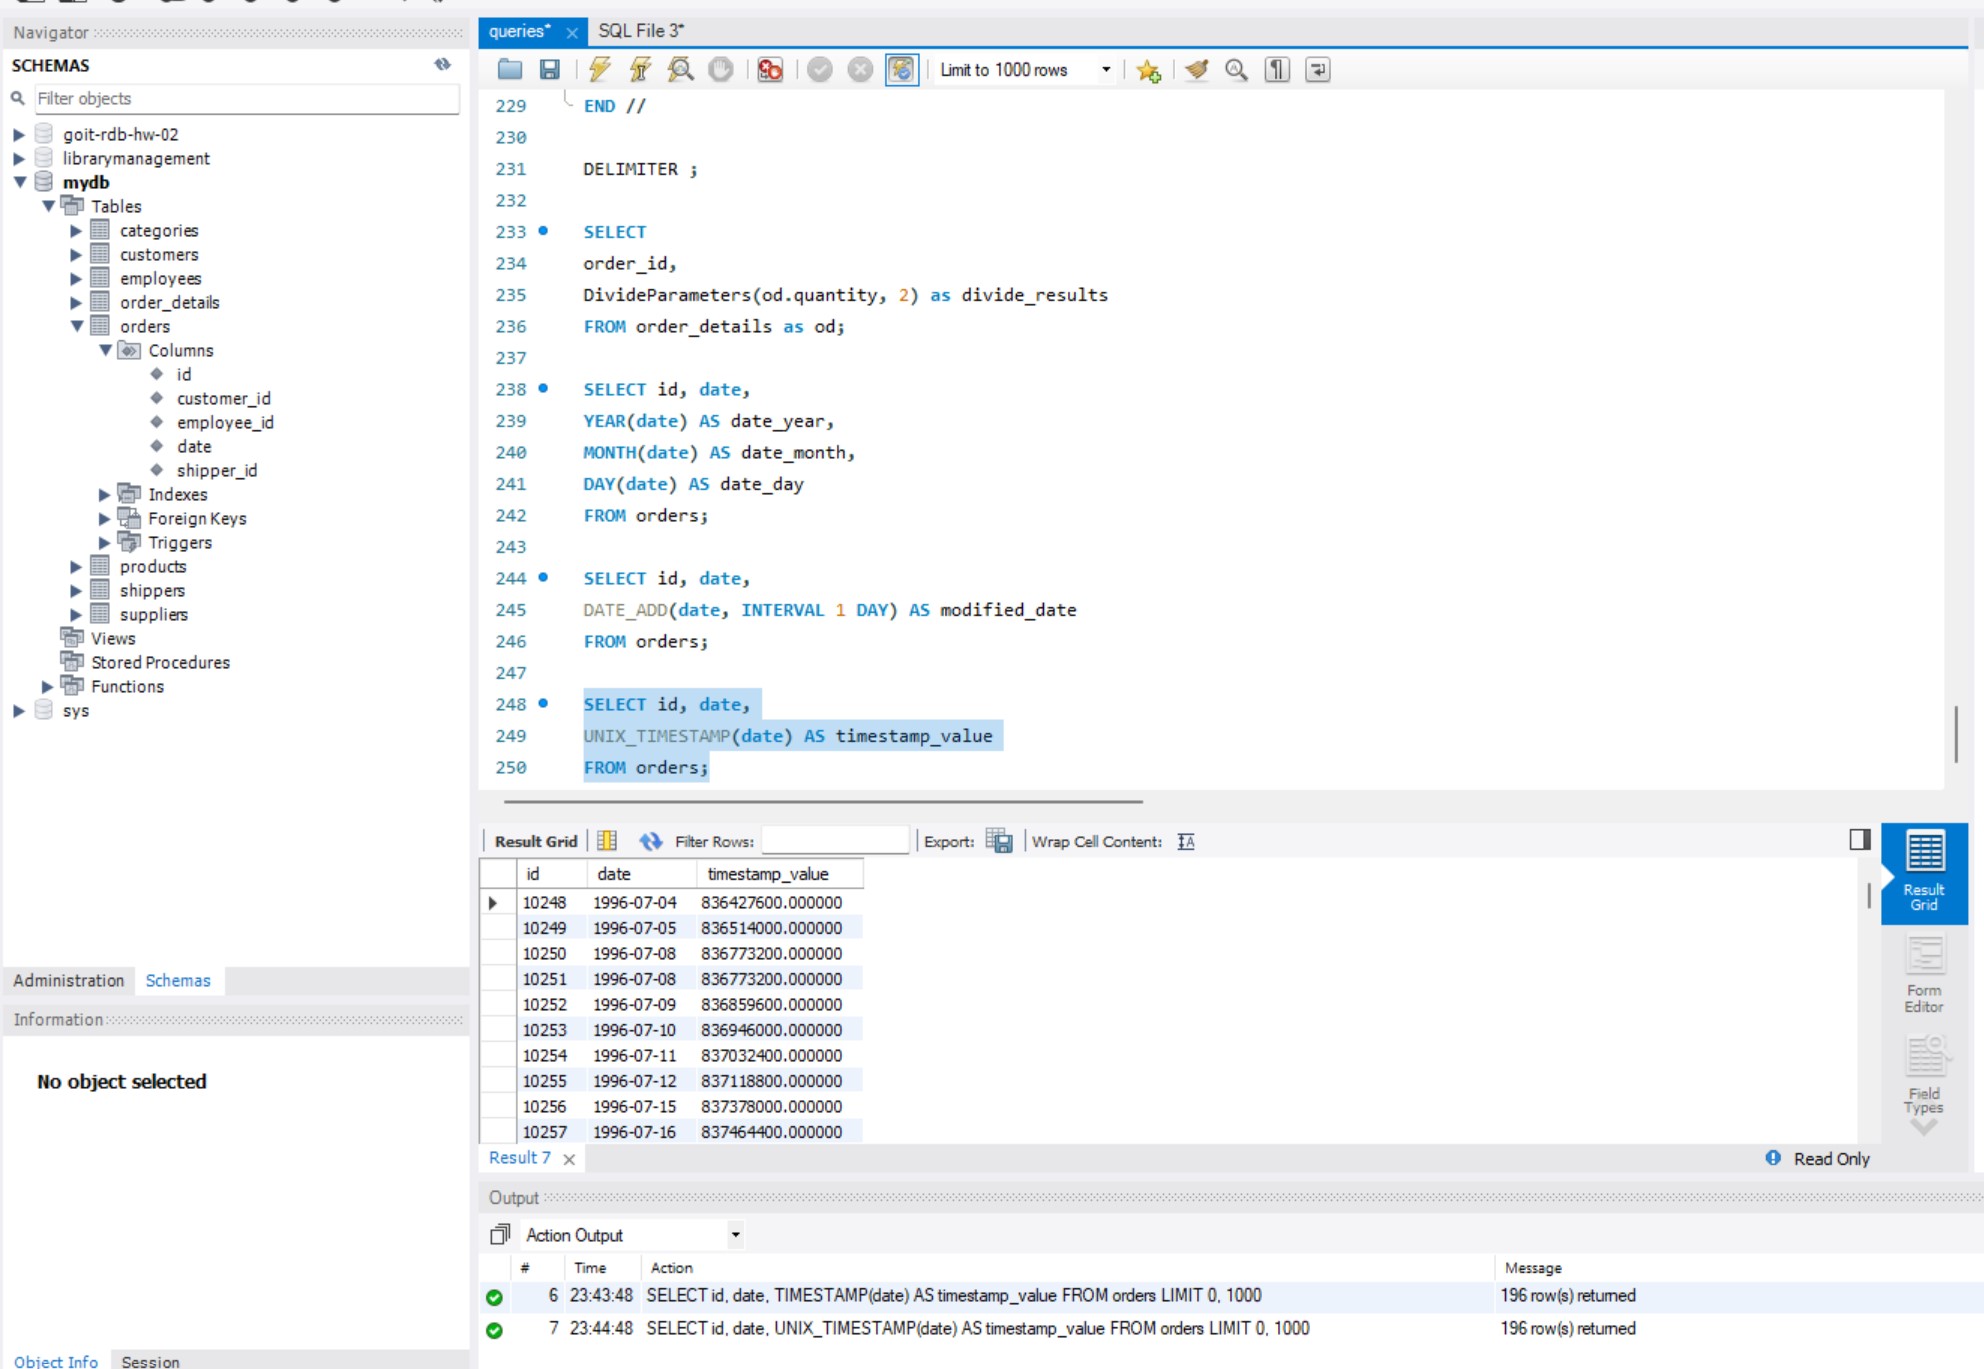 Navigator
SCHEMAS
Filter objects
goit-rdb-hw-02
librarymanagement
mydb
Tables
categories
customers
employees
order_details
orders
Columns
id
customer_id
employee_id
date
shipper_id
Indexes
Foreign Keys
Triggers
products
shippers
suppliers
Views
Stored Procedures
Functions
sys
Administration Schemas
Information
No object selected
Object Info Session
queries* SQL File 3*
Limit to 1000 rows
229 END //
230
231 DELIMITER ;
232
233 SELECT
234 order_id,
235 DivideParameters(od.quantity, 2) as divide_results
236 FROM order_details as od;
237
238 SELECT id, date,
239 YEAR(date) AS date_year,
240 MONTH(date) AS date_month,
241 DAY(date) AS date_day
242 FROM orders;
243
244 SELECT id, date,
245 DATE_ADD(date, INTERVAL 1 DAY) AS modified_date
246 FROM orders;
247
248 SELECT id, date,
249 UNIX_TIMESTAMP(date) AS timestamp_value
250 FROM orders;
Result Grid Filter Rows: Export: Wrap Cell Content:
id date timestamp_value
10248 1996-07-04 836427600.000000
10249 1996-07-05 836514000.000000
10250 1996-07-08 836773200.000000
10251 1996-07-08 836773200.000000
10252 1996-07-09 836859600.000000
10253 1996-07-10 836946000.000000
10254 1996-07-11 837032400.000000
10255 1996-07-12 837118800.000000
10256 1996-07-15 837378000.000000
10257 1996-07-16 837464400.000000
Result
Grid
Form
Editor
Field
Types
Result 7 Read Only
Output
Action Output
# Time Action Message
6 23:43:48 SELECT id, date, TIMESTAMP(date) AS timestamp_value FROM orders LIMIT 0, 1000 196 row(s) returned
7 23:44:48 SELECT id, date, UNIX_TIMESTAMP(date) AS timestamp_value FROM orders LIMIT 0, 1000 196 row(s) returned